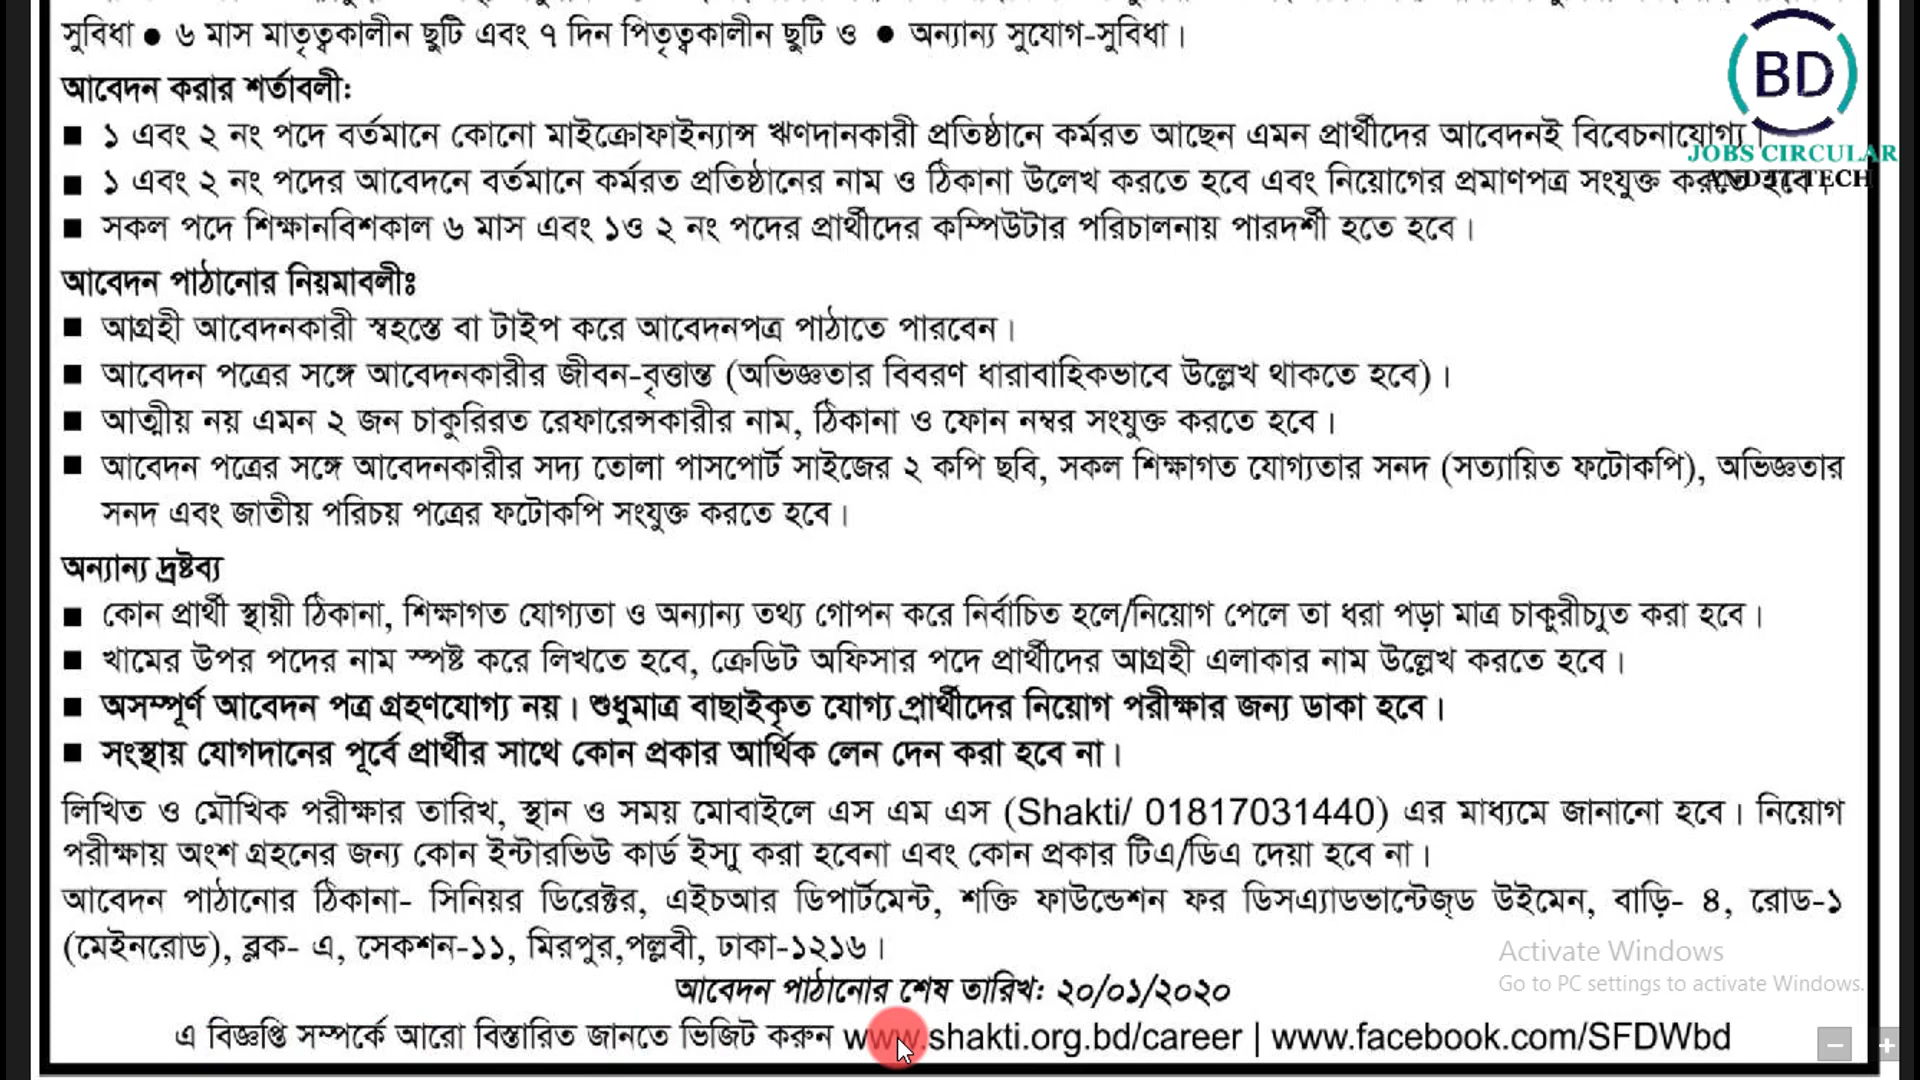 সুবিধা ● ৬ মাস মাতৃত্বকালীন ছুটি এবং ৭ দিন পিতৃত্বকালীন ছুটি ও ● অন্যান্য সুযোগ-সুবিধা।
BD
আবেদন করার শর্তাবলী:
■ ১ এবং ২ নং পদে বর্তমানে কোনো মাইক্রোফাইন্যান্স ঋণদানকারী প্রতিষ্ঠানে কর্মরত আছেন এমন প্রার্থীদের আবেদনই বিবেচনাযোগ্য।
JOBS CIRCULAR
■ ১ এবং ২ নং পদের আবেদনে বর্তমানে কর্মরত প্রতিষ্ঠানের নাম ও ঠিকানা উলেখ করতে হবে এবং নিয়োগের প্রমাণপত্র সংযুক্ত করতে হবে।
TECH
■ সকল পদে শিক্ষানবিশকাল ৬ মাস এবং ১ও ২ নং পদের প্রার্থীদের কম্পিউটার পরিচালনায় পারদর্শী হতে হবে।
আবেদন পাঠানোর নিয়মাবলীঃ
■ আগ্রহী আবেদনকারী স্বহস্তে বা টাইপ করে আবেদনপত্র পাঠাতে পারবেন।
■ আবেদন পত্রের সঙ্গে আবেদনকারীর জীবন-বৃত্তান্ত (অভিজ্ঞতার বিবরণ ধারাবাহিকভাবে উল্লেখ থাকতে হবে)।
■ আত্মীয় নয় এমন ২ জন চাকুরিরত রেফারেন্সকারীর নাম, ঠিকানা ও ফোন নম্বর সংযুক্ত করতে হবে।
■ আবেদন পত্রের সঙ্গে আবেদনকারীর সদ্য তোলা পাসপোর্ট সাইজের ২ কপি ছবি, সকল শিক্ষাগত যোগ্যতার সনদ (সত্যায়িত ফটোকপি), অভিজ্ঞতার
সনদ এবং জাতীয় পরিচয় পত্রের ফটোকপি সংযুক্ত করতে হবে।
অন্যান্য দ্রষ্টব্য
■ কোন প্রার্থী স্থায়ী ঠিকানা, শিক্ষাগত যোগ্যতা ও অন্যান্য তথ্য গোপন করে নির্বাচিত হলে/নিয়োগ পেলে তা ধরা পড়া মাত্র চাকুরীচ্যুত করা হবে।
■ খামের উপর পদের নাম স্পষ্ট করে লিখতে হবে, ক্রেডিট অফিসার পদে প্রার্থীদের আগ্রহী এলাকার নাম উল্লেখ করতে হবে।
■ অসম্পূর্ণ আবেদন পত্র গ্রহণযোগ্য নয়। শুধুমাত্র বাছাইকৃত যোগ্য প্রার্থীদের নিয়োগ পরীক্ষার জন্য ডাকা হবে।
■ সংস্থায় যোগদানের পূর্বে প্রার্থীর সাথে কোন প্রকার আর্থিক লেন দেন করা হবে না।
লিখিত ও মৌখিক পরীক্ষার তারিখ, স্থান ও সময় মোবাইলে এস এম এস (Shakti/ 01817031440) এর মাধ্যমে জানানো হবে। নিয়োগ
পরীক্ষায় অংশ গ্রহনের জন্য কোন ইন্টারভিউ কার্ড ইস্যু করা হবেনা এবং কোন প্রকার টিএ/ডিএ দেয়া হবে না।
আবেদন পাঠানোর ঠিকানা- সিনিয়র ডিরেক্টর, এইচআর ডিপার্টমেন্ট, শক্তি ফাউন্ডেশন ফর ডিসএ্যাডভান্টেজ্‌ড উইমেন, বাড়ি- ৪, রোড-১
(মেইনরোড), ব্লক- এ, সেকশন-১১, মিরপুর,পল্লবী, ঢাকা-১২১৬।
Activate Windows
Go to PC settings to activate Windows.
আবেদন পাঠানোর শেষ তারিখ: ২০/০১/২০২০
এ বিজ্ঞপ্তি সম্পর্কে আরো বিস্তারিত জানতে ভিজিট করুন www.shakti.org.bd/career | www.facebook.com/SFDWbd